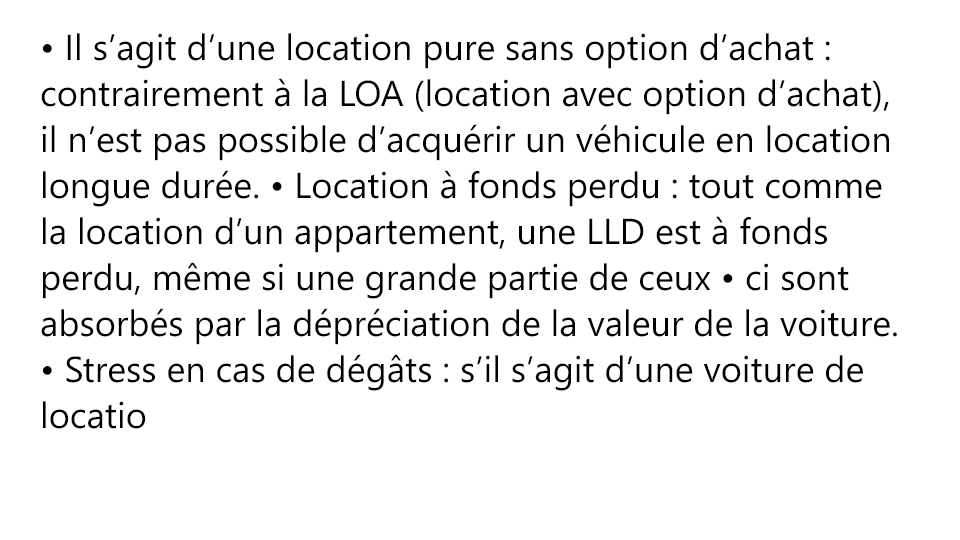 • Il s’agit d’une location pure sans option d’achat :
contrairement à la LOA (location avec option d’achat),
il n’est pas possible d’acquérir un véhicule en location
longue durée. • Location à fonds perdu : tout comme
la location d’un appartement, une LLD est à fonds
perdu, même si une grande partie de ceux • ci sont
absorbés par la dépréciation de la valeur de la voiture.
• Stress en cas de dégâts : s’il s’agit d’une voiture de
locatio